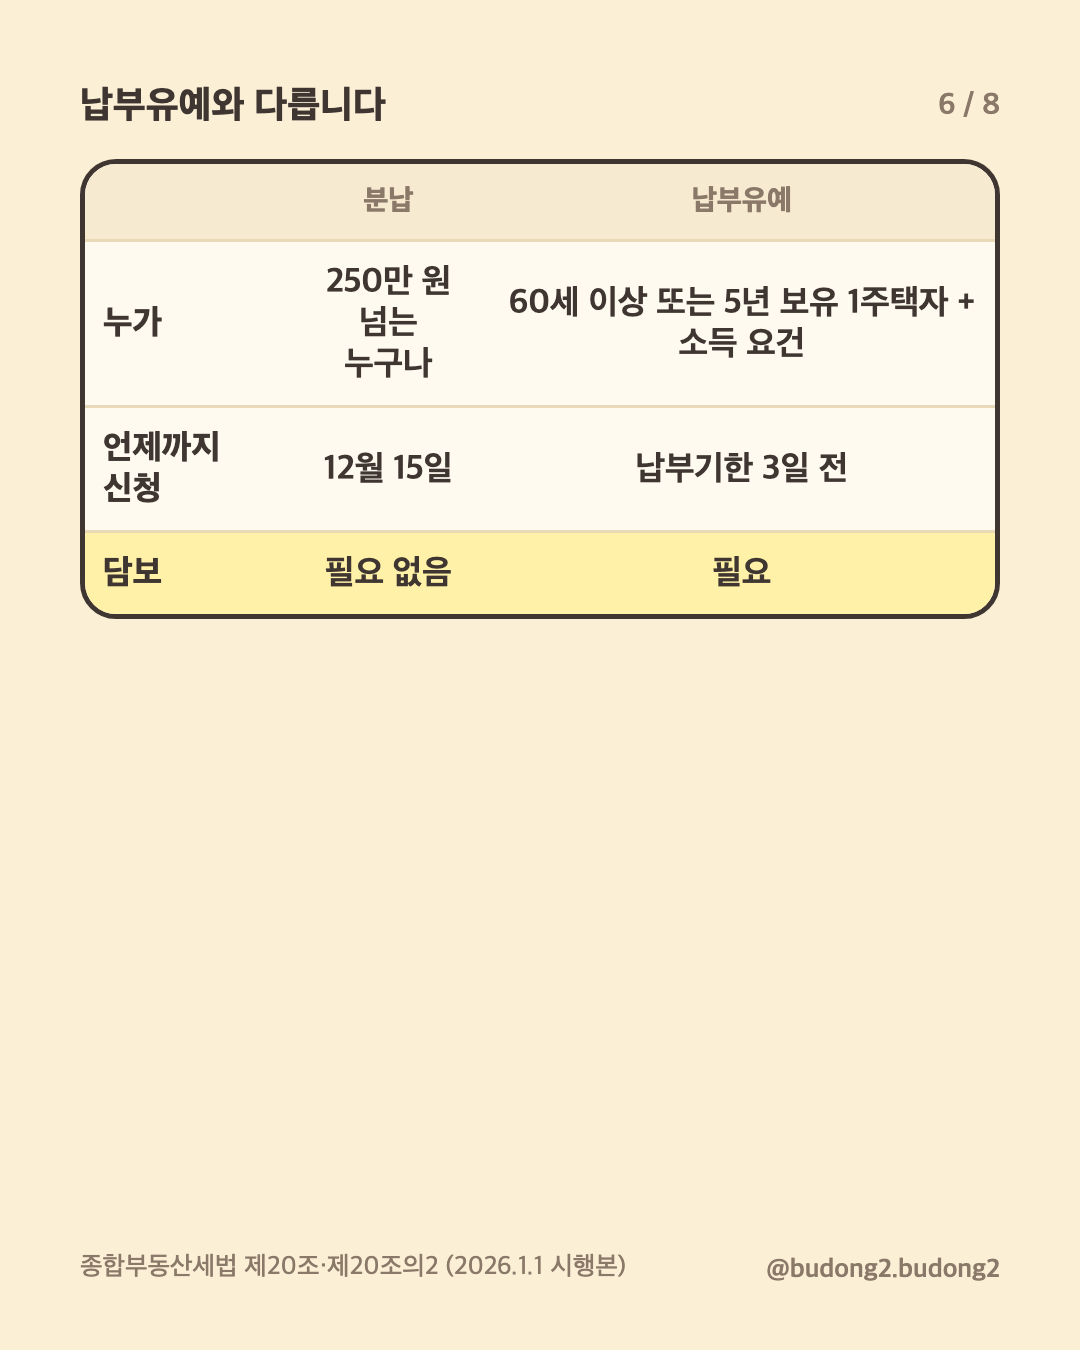 납부유예와 다릅니다
6 / 8
분납
납부유예
누가
250만 원
넘는
누구나
60세 이상 또는 5년 보유 1주택자 +
소득 요건
언제까지
신청
12월 15일
납부기한 3일 전
담보
필요 없음
필요
종합부동산세법 제20조·제20조의2 (2026.1.1 시행본)
@budong2.budong2